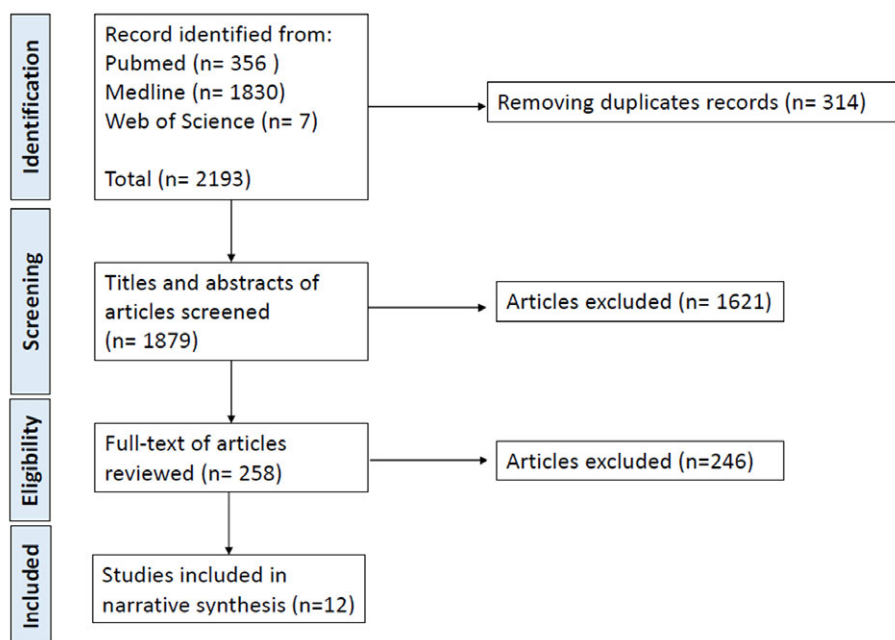 Identification
Record identified from:
Pubmed (n= 356 )
Medline (n= 1830)
Web of Science (n= 7)
Total (n= 2193)
Removing duplicates records (n= 314)
Screening
Titles and abstracts of
articles screened
(n= 1879)
Articles excluded (n= 1621)
Eligibility
Full-text of articles
reviewed (n= 258)
Articles excluded (n=246)
Included
Studies included in
narrative synthesis (n=12)